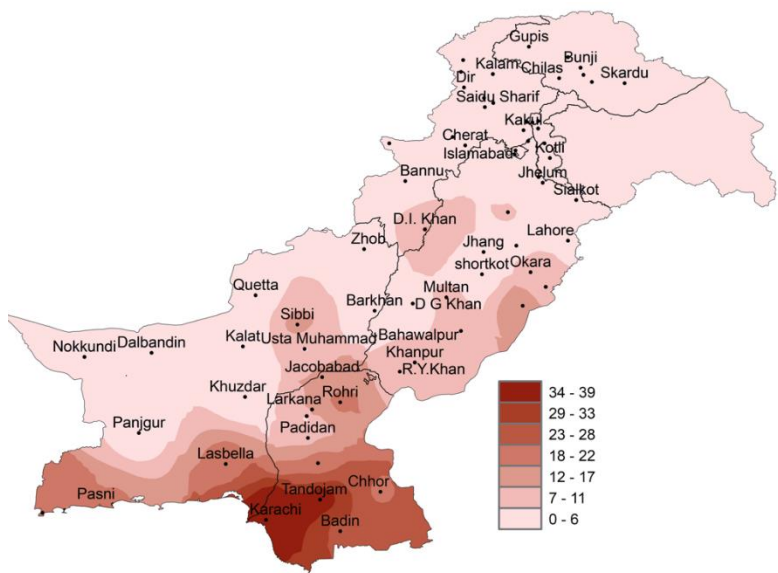 Gupis
Bunji
Kalam
Chilas
Skardu
Dir
Saidu Sharif
Kakul
Cherat
Islamabad
Kotli
Bannu
Jhelum
Sialkot
D.I. Khan
Zhob
Jhang
Lahore
shortkot
Okara
Quetta
Multan
Barkhan
D G Khan
Sibbi
Nokkundi
Dalbandin
Kalat
Usta Muhammad
Bahawalpur
Khanpur
Jacobabad
R.Y.Khan
Khuzdar
Larkana
Rohri
Panjgur
Padidan
Lasbella
Pasni
Tandojam
Chhor
Karachi
Badin
34 - 39
29 - 33
23 - 28
18 - 22
12 - 17
7 - 11
0 - 6